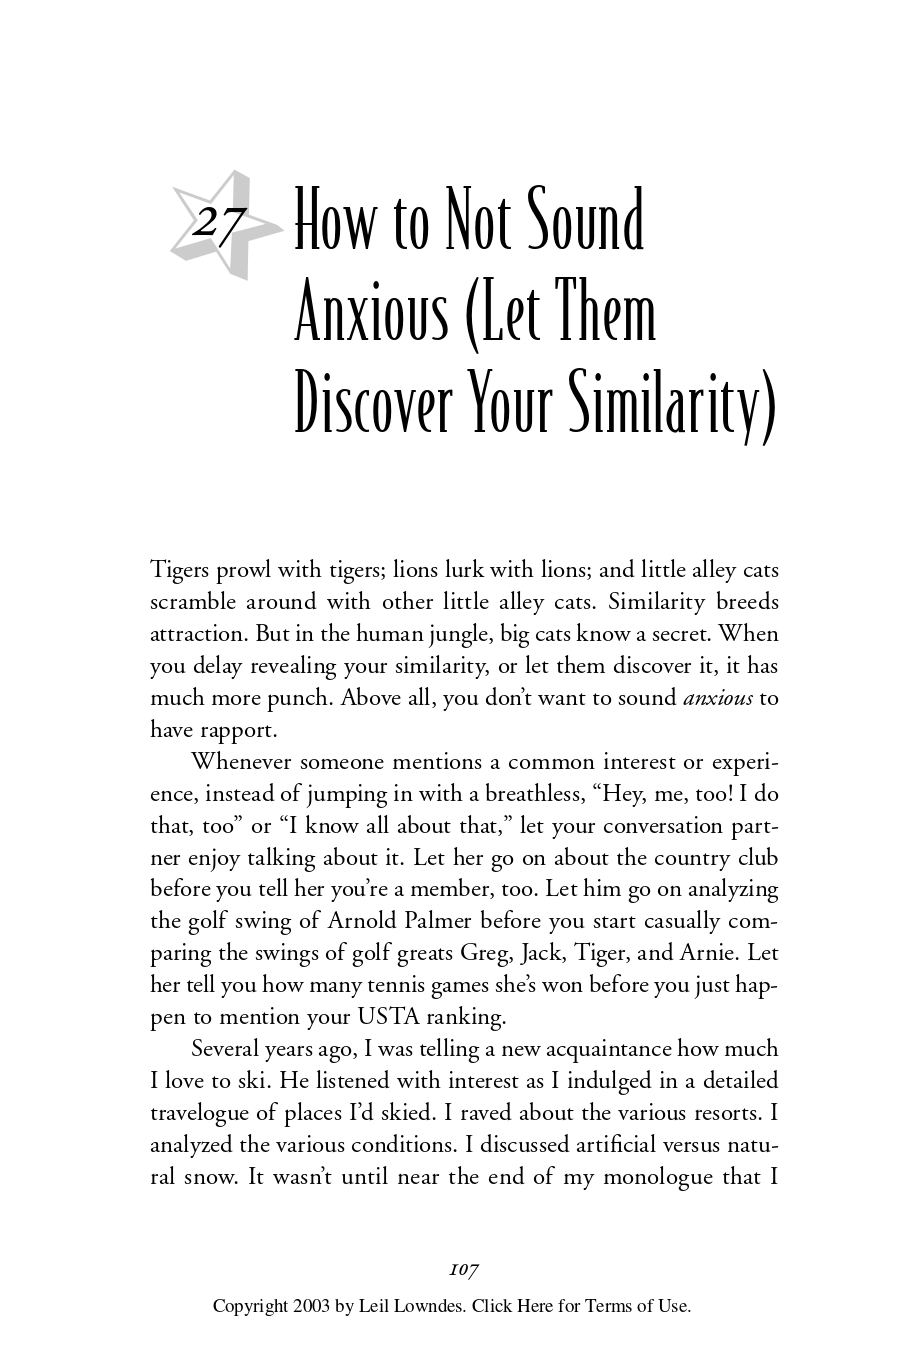 27
How to Not Sound
Anxious (Let Them
Discover Your Similarity)
Tigers prowl with tigers; lions lurk with lions; and little alley cats
scramble around with other little alley cats. Similarity breeds
attraction. But in the human jungle, big cats know a secret. When
you delay revealing your similarity, or let them discover it, it has
much more punch. Above all, you don’t want to sound anxious to
have rapport.
Whenever someone mentions a common interest or experi-
ence, instead of jumping in with a breathless, “Hey, me, too! I do
that, too” or “I know all about that,” let your conversation part-
ner enjoy talking about it. Let her go on about the country club
before you tell her you’re a member, too. Let him go on analyzing
the golf swing of Arnold Palmer before you start casually com-
paring the swings of golf greats Greg, Jack, Tiger, and Arnie. Let
her tell you how many tennis games she’s won before you just hap-
pen to mention your USTA ranking.
Several years ago, I was telling a new acquaintance how much
I love to ski. He listened with interest as I indulged in a detailed
travelogue of places I’d skied. I raved about the various resorts. I
analyzed the various conditions. I discussed artificial versus natu-
ral snow. It wasn’t until near the end of my monologue that I
107
Copyright 2003 by Leil Lowndes. Click Here for Terms of Use.